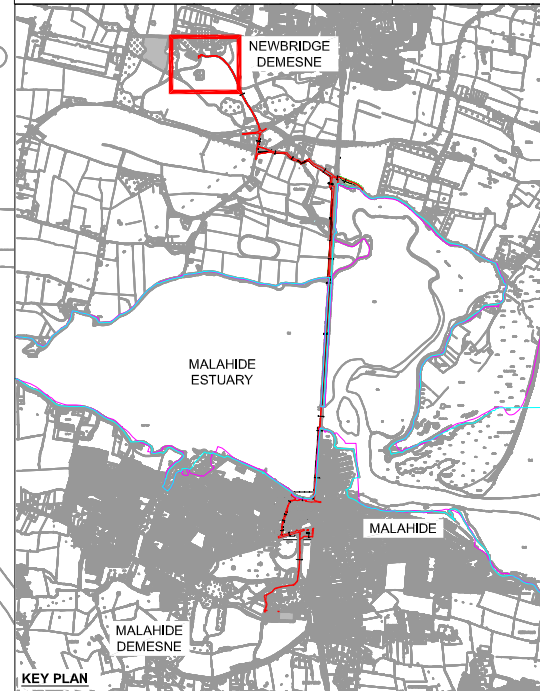 NEWBRIDGE
DEMESNE
MALAHIDE
ESTUARY
MALAHIDE
MALAHIDE
DEMESNE
KEY PLAN